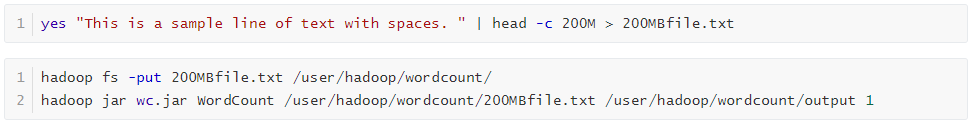 1 yes "This is a sample line of text with spaces. " | head -c 200M > 200MBfile.txt
1 hadoop fs -put 200MBfile.txt /user/hadoop/wordcount/
2 hadoop jar wc.jar WordCount /user/hadoop/wordcount/200MBfile.txt /user/hadoop/wordcount/output 1